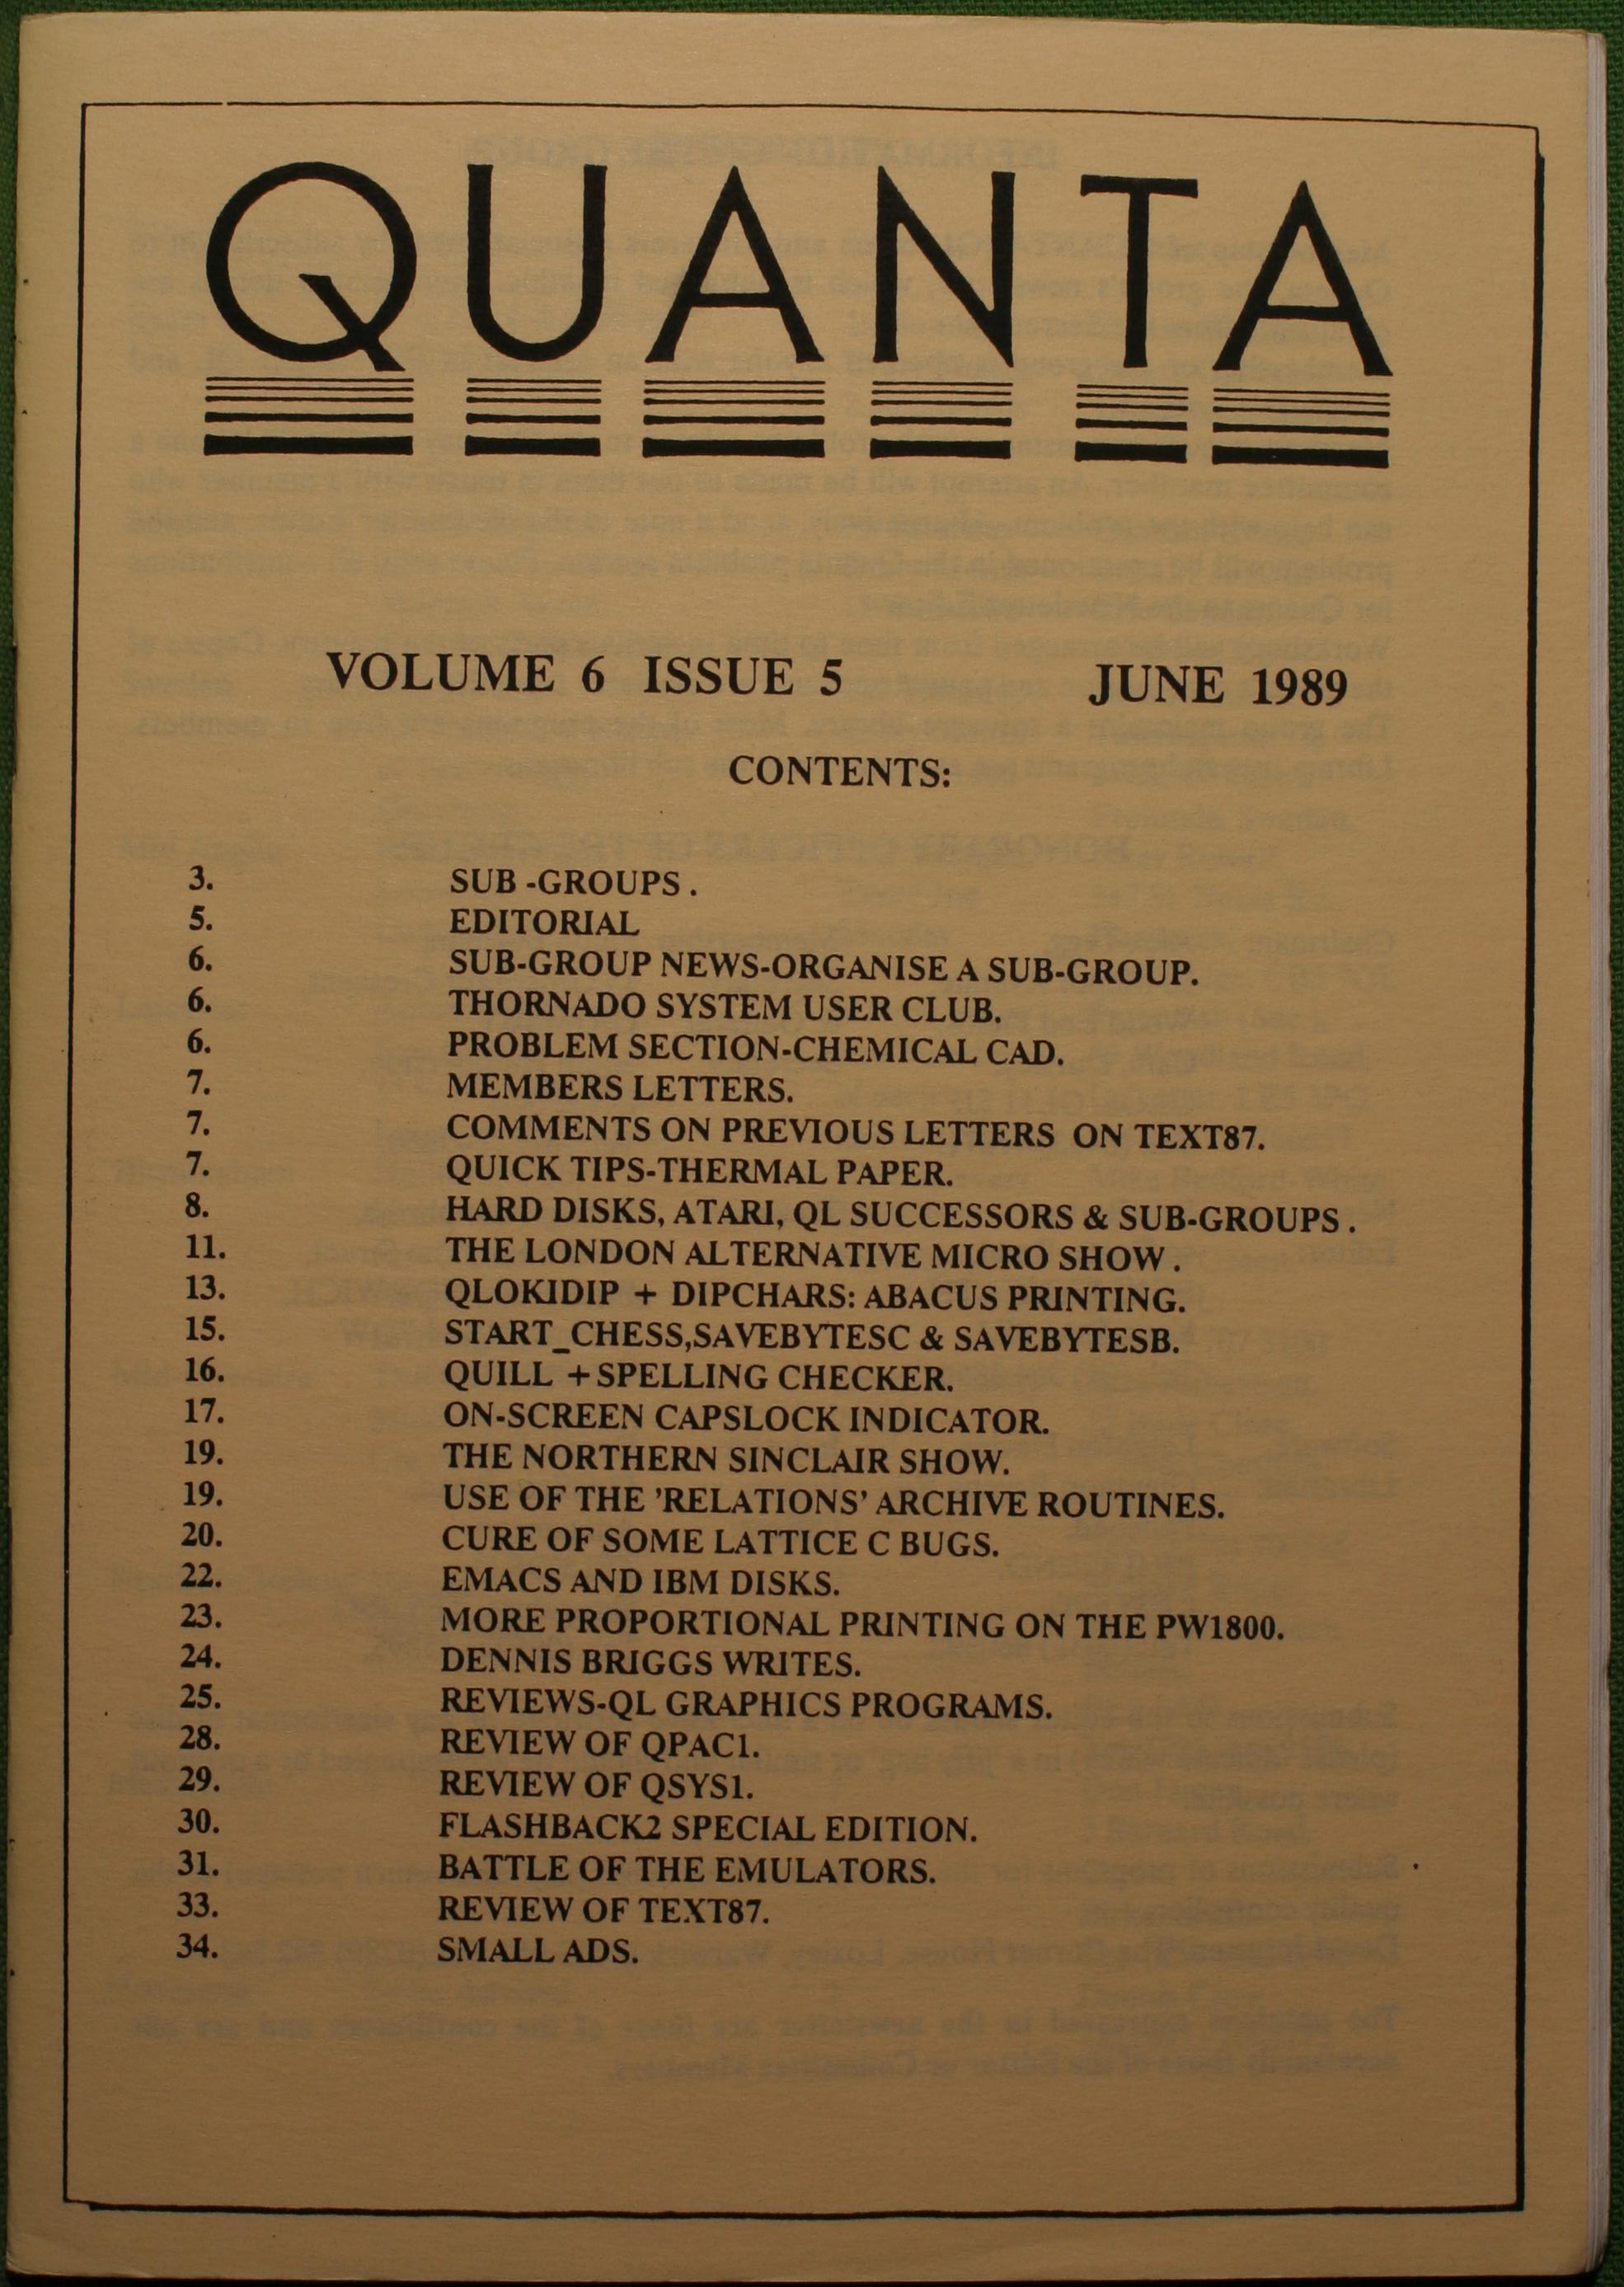 QUANTA
VOLUME 6 ISSUE 5 JUNE 1989
CONTENTS:
3. SUB -GROUPS .
5. EDITORIAL
6. SUB-GROUP NEWS-ORGANISE A SUB-GROUP.
6. THORNADO SYSTEM USER CLUB.
6. PROBLEM SECTION-CHEMICAL CAD.
7. MEMBERS LETTERS.
7. COMMENTS ON PREVIOUS LETTERS ON TEXT87.
7. QUICK TIPS-THERMAL PAPER.
8. HARD DISKS, ATARI, QL SUCCESSORS & SUB-GROUPS .
11. THE LONDON ALTERNATIVE MICRO SHOW .
13. QLOKIDIP + DIPCHARS: ABACUS PRINTING.
15. START_CHESS,SAVEBYTESC & SAVEBYTESB.
16. QUILL +SPELLING CHECKER.
17. ON-SCREEN CAPSLOCK INDICATOR.
19. THE NORTHERN SINCLAIR SHOW.
19. USE OF THE 'RELATIONS' ARCHIVE ROUTINES.
20. CURE OF SOME LATTICE C BUGS.
22. EMACS AND IBM DISKS.
23. MORE PROPORTIONAL PRINTING ON THE PW1800.
24. DENNIS BRIGGS WRITES.
25. REVIEWS-QL GRAPHICS PROGRAMS.
28. REVIEW OF QPAC1.
29. REVIEW OF QSYS1.
30. FLASHBACK2 SPECIAL EDITION.
31. BATTLE OF THE EMULATORS.
33. REVIEW OF TEXT87.
34. SMALL ADS.